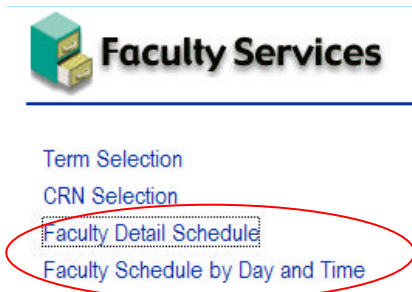 Faculty Services
Term Selection
CRN Selection
Faculty Detail Schedule
Faculty Schedule by Day and Time